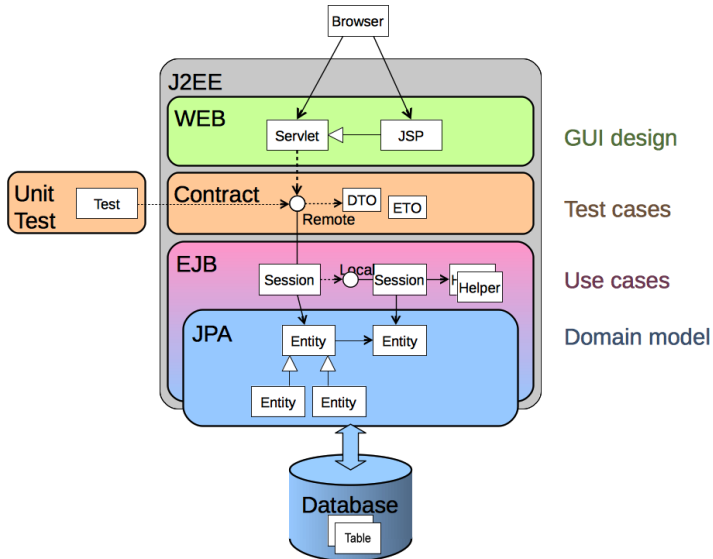 Browser
J2EE
WEB
Servlet
JSP
GUI design
Unit
Test
Test
Contract
DTO
ETO
Remote
Test cases
EJB
Local
Session
Session
H
Helper
Use cases
JPA
Entity
Entity
Domain model
Entity
Entity
Database
Table